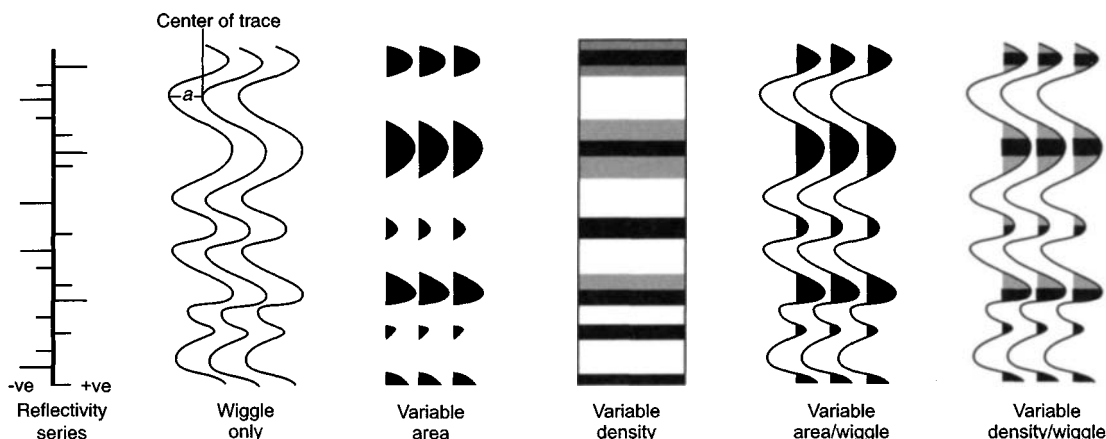 Center of trace
a
-ve
+ve
Reflectivity
series
Wiggle
only
Variable
area
Variable
density
Variable
area/wiggle
Variable
density/wiggle